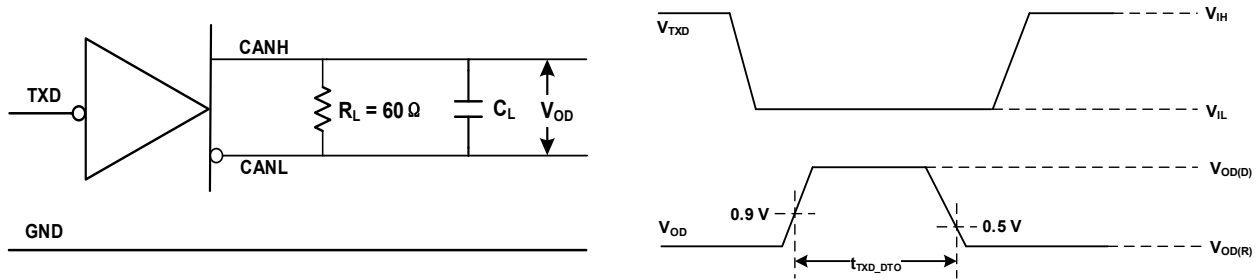 TXD
CANH
R_L = 60 Ω
C_L
V_OD
CANL
GND
V_TXD
V_IH
V_IL
V_OD(D)
0.9 V
0.5 V
V_OD
V_OD(R)
t_TXD_DTO